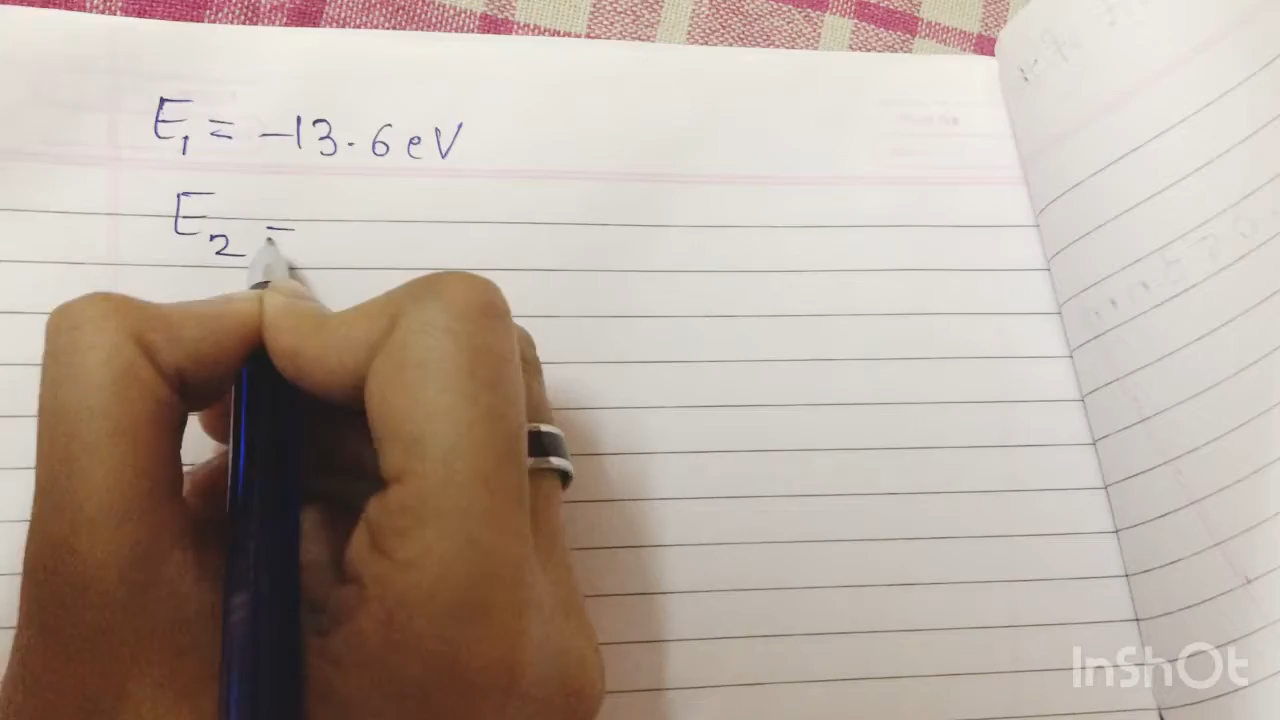 E₁ = -13.6 eV
E₂ =
InShOt